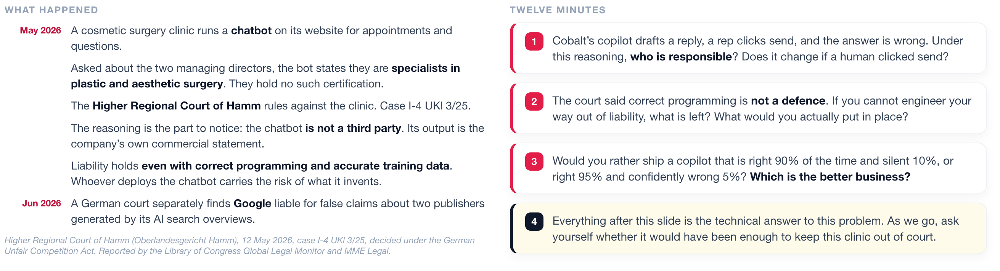 WHAT HAPPENED
May 2026
A cosmetic surgery clinic runs a chatbot on its website for appointments and
questions.
Asked about the two managing directors, the bot states they are specialists in
plastic and aesthetic surgery. They hold no such certification.
The Higher Regional Court of Hamm rules against the clinic. Case I-4 UKl 3/25.
The reasoning is the part to notice: the chatbot is not a third party. Its output is the
company’s own commercial statement.
Liability holds even with correct programming and accurate training data.
Whoever deploys the chatbot carries the risk of what it invents.
Jun 2026
A German court separately finds Google liable for false claims about two publishers
generated by its AI search overviews.
Higher Regional Court of Hamm (Oberlandesgericht Hamm), 12 May 2026, case I-4 UKl 3/25, decided under the German
Unfair Competition Act. Reported by the Library of Congress Global Legal Monitor and MME Legal.
TWELVE MINUTES
1
Cobalt’s copilot drafts a reply, a rep clicks send, and the answer is wrong. Under
this reasoning, who is responsible? Does it change if a human clicked send?
2
The court said correct programming is not a defence. If you cannot engineer your
way out of liability, what is left? What would you actually put in place?
3
Would you rather ship a copilot that is right 90% of the time and silent 10%, or
right 95% and confidently wrong 5%? Which is the better business?
4
Everything after this slide is the technical answer to this problem. As we go, ask
yourself whether it would have been enough to keep this clinic out of court.